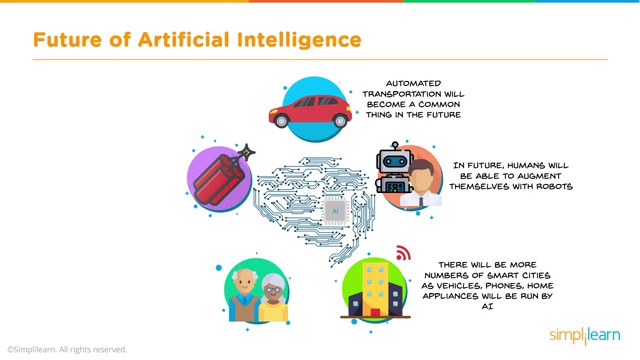 Future of Artificial Intelligence
AUTOMATED
TRANSPORTATION WILL
BECOME A COMMON
THING IN THE FUTURE
IN FUTURE, HUMANS WILL
BE ABLE TO AUGMENT
THEMSELVES WITH ROBOTS
AI
THERE WILL BE MORE
NUMBERS OF SMART CITIES
AS VEHICLES, PHONES, HOME
APPLIANCES WILL BE RUN BY
AI
simplilearn
©Simplilearn. All rights reserved.